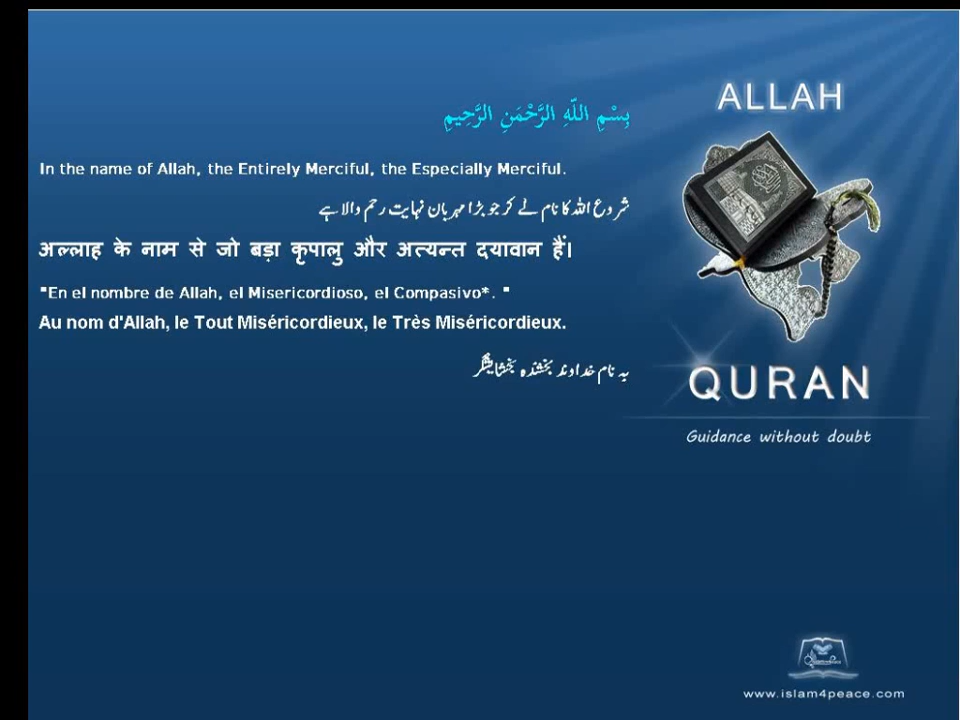 بِسْمِ اللّهِ الرَّحْمَنِ الرَّحِيمِ
In the name of Allah, the Entirely Merciful, the Especially Merciful.
شروع اللہ کا نام لے کر جو بڑا مہربان نہایت رحم والا ہے
अल्लाह के नाम से जो बड़ा कृपालु और अत्यन्त दयावान हैं।
"En el nombre de Allah, el Misericordioso, el Compasivo*. "
Au nom d'Allah, le Tout Miséricordieux, le Très Miséricordieux.
به نام خداوند بخشنده بخشایشگر
ALLAH
QURAN
Guidance without doubt
www.islam4peace.com